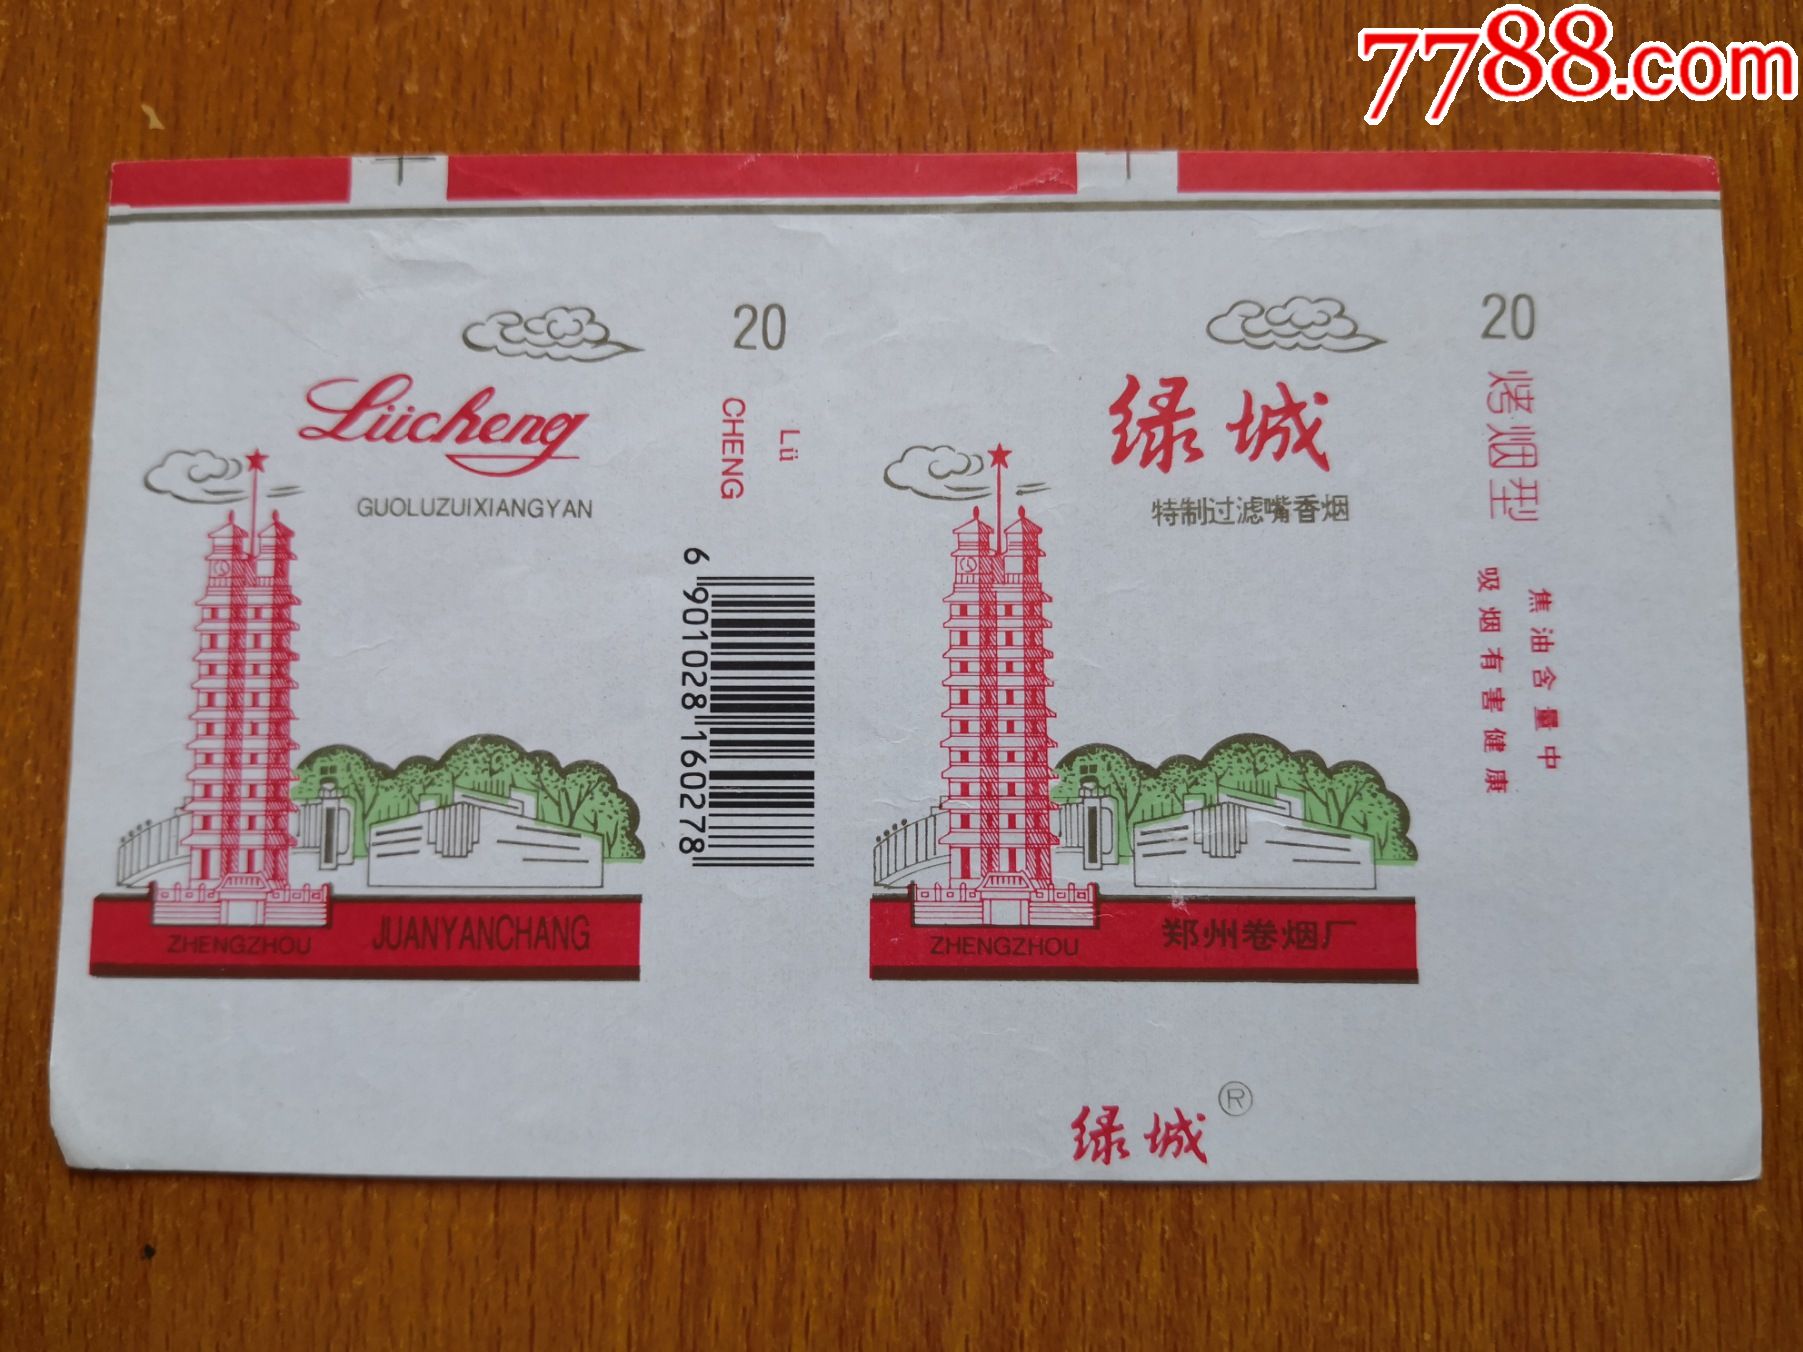 7788.com
20
Lücheng
GUOLUZUIXIANGYAN
Lü
CHENG
6 901028 160278
ZHENGZHOU
JUANYANCHANG
20
绿城
特制过滤嘴香烟
烤烟型
焦油含量中
吸烟有害健康
ZHENGZHOU
郑州卷烟厂
绿城®